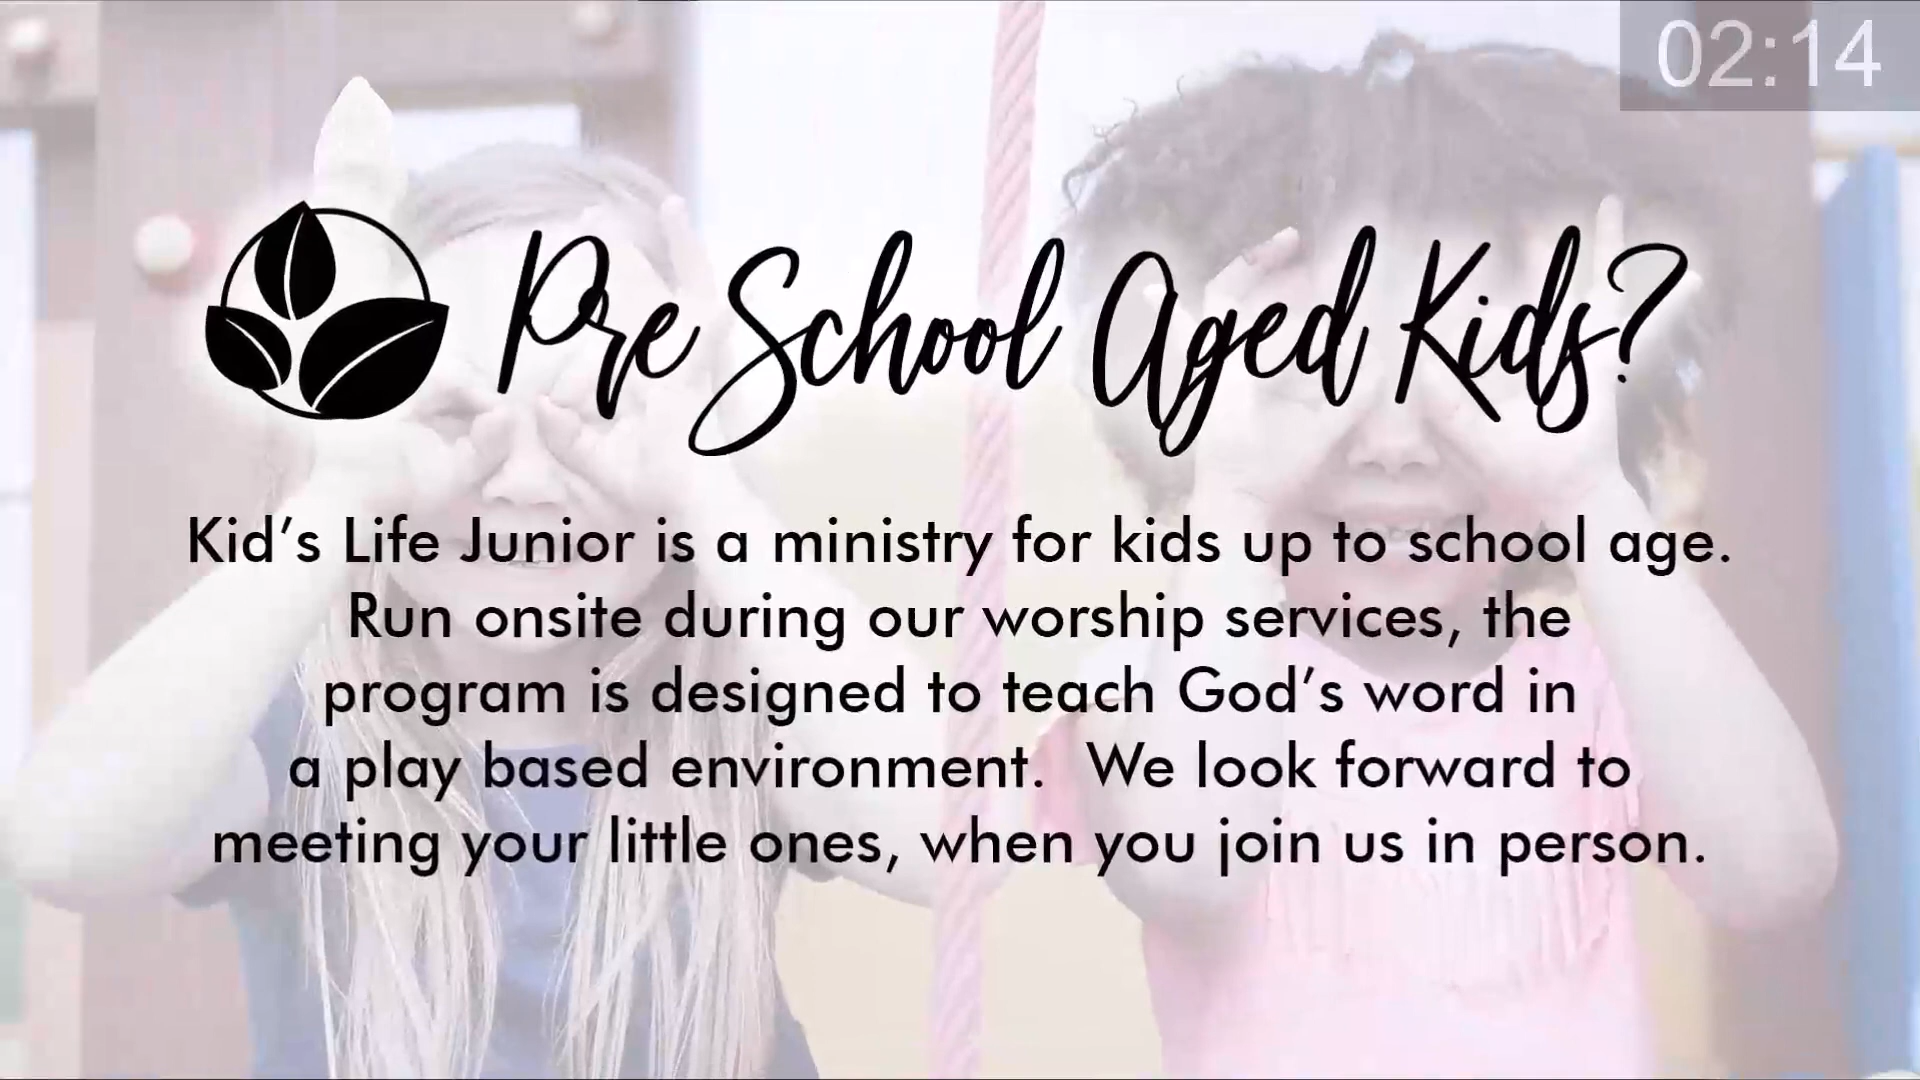 02:14
Pre School Aged Kids?
Kid’s Life Junior is a ministry for kids up to school age.
Run onsite during our worship services, the
program is designed to teach God’s word in
a play based environment.  We look forward to
meeting your little ones, when you join us in person.